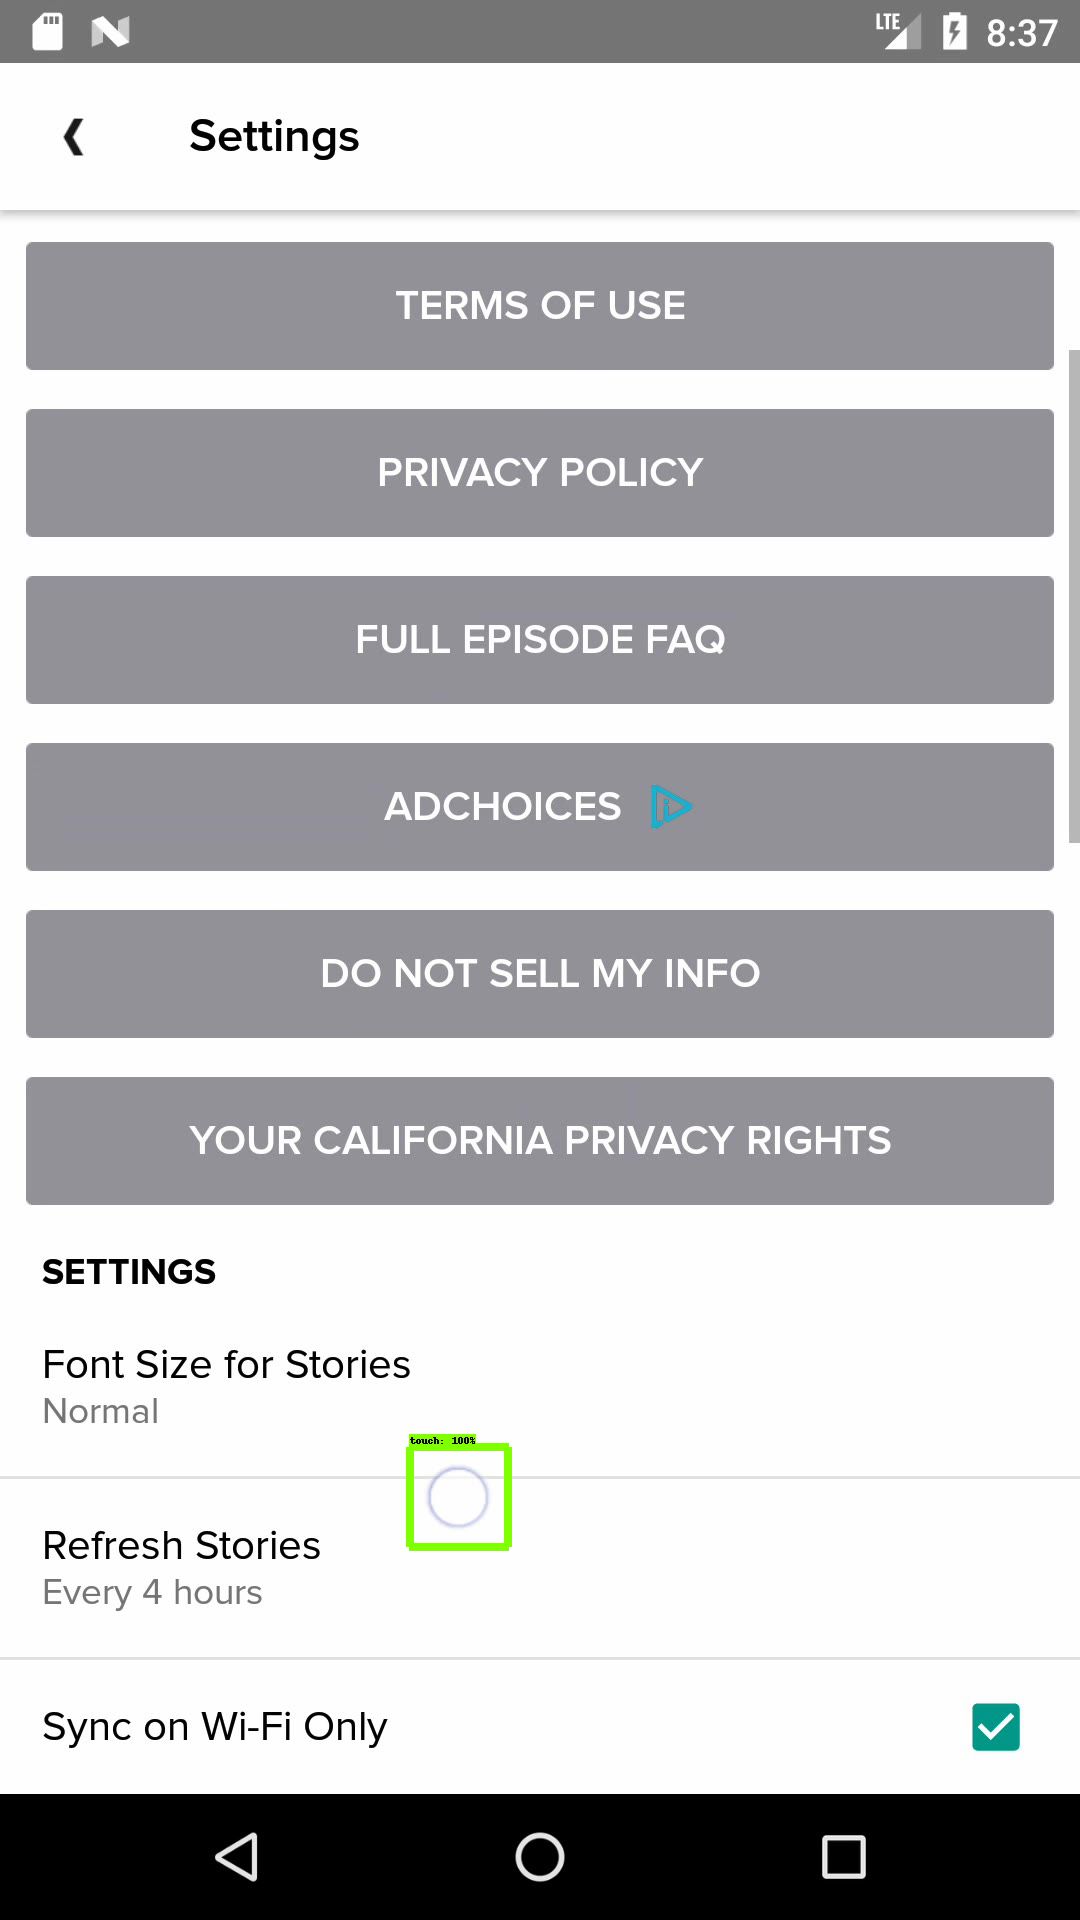 LTE 8:37
Settings
TERMS OF USE
PRIVACY POLICY
FULL EPISODE FAQ
ADCHOICES
DO NOT SELL MY INFO
YOUR CALIFORNIA PRIVACY RIGHTS
SETTINGS
Font Size for Stories
Normal
touch: 100%
Refresh Stories
Every 4 hours
Sync on Wi-Fi Only